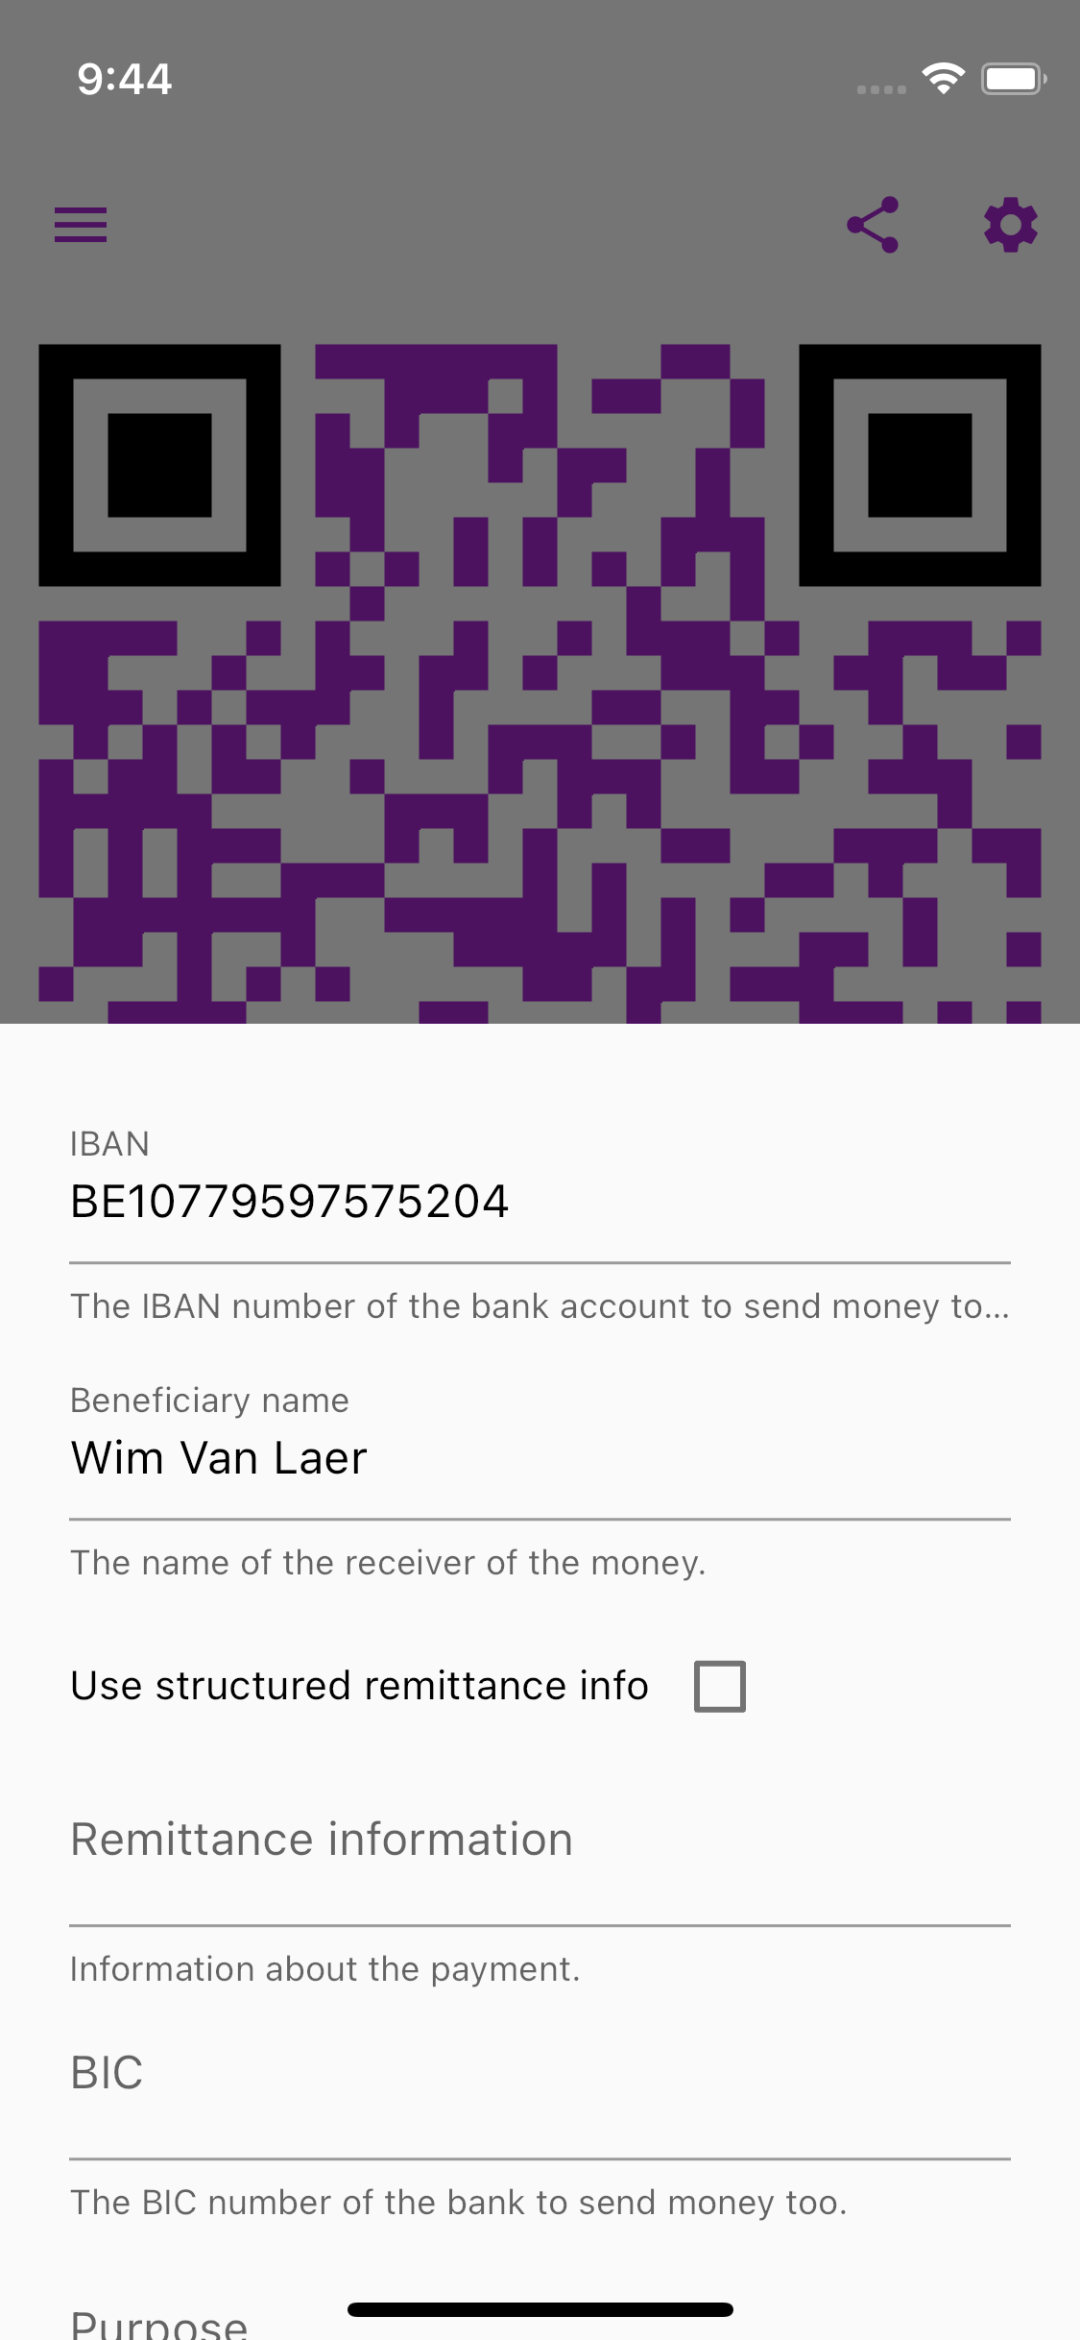 9:44
IBAN
BE10779597575204
The IBAN number of the bank account to send money to...
Beneficiary name
Wim Van Laer
The name of the receiver of the money.
Use structured remittance info
Remittance information
Information about the payment.
BIC
The BIC number of the bank to send money too.
Purpose